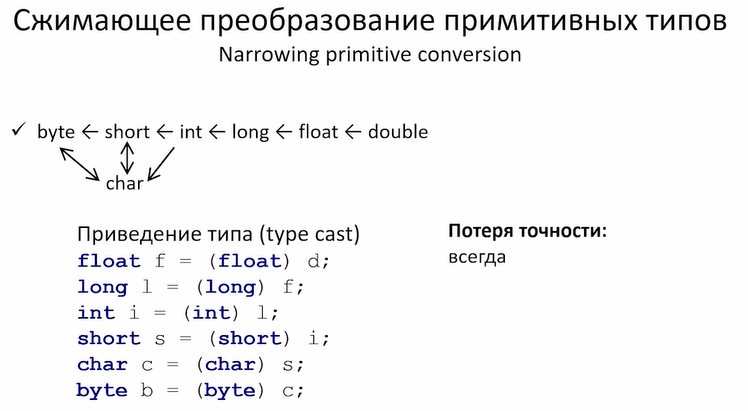 Сжимающее преобразование примитивных типов
Narrowing primitive conversion
✓ byte ← short ← int ← long ← float ← double
char
Приведение типа (type cast)
float f = (float) d;
long l = (long) f;
int i = (int) l;
short s = (short) i;
char c = (char) s;
byte b = (byte) c;
Потеря точности:
всегда